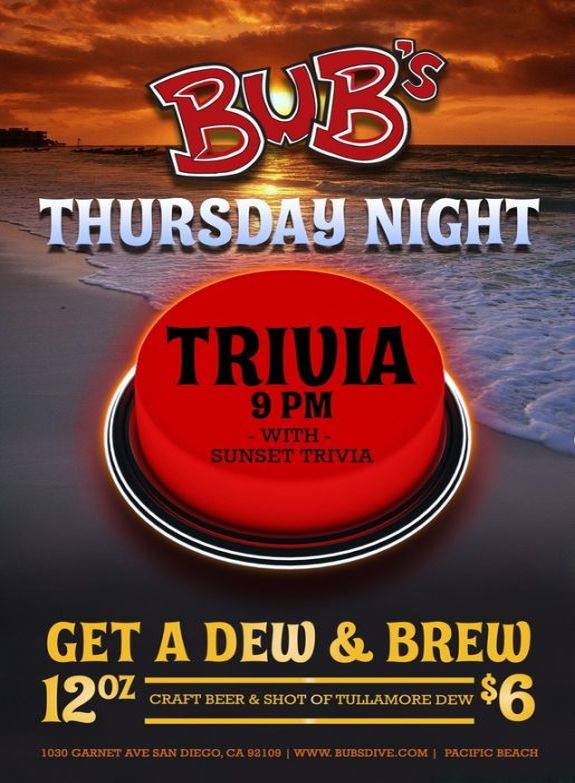 BUB's
THURSDAY NIGHT
TRIVIA
9 PM
- WITH -
SUNSET TRIVIA
GET A DEW & BREW
12OZ CRAFT BEER & SHOT OF TULLAMORE DEW $6
1030 GARNET AVE SAN DIEGO, CA 92109 | WWW. BUBSDIVE.COM | PACIFIC BEACH